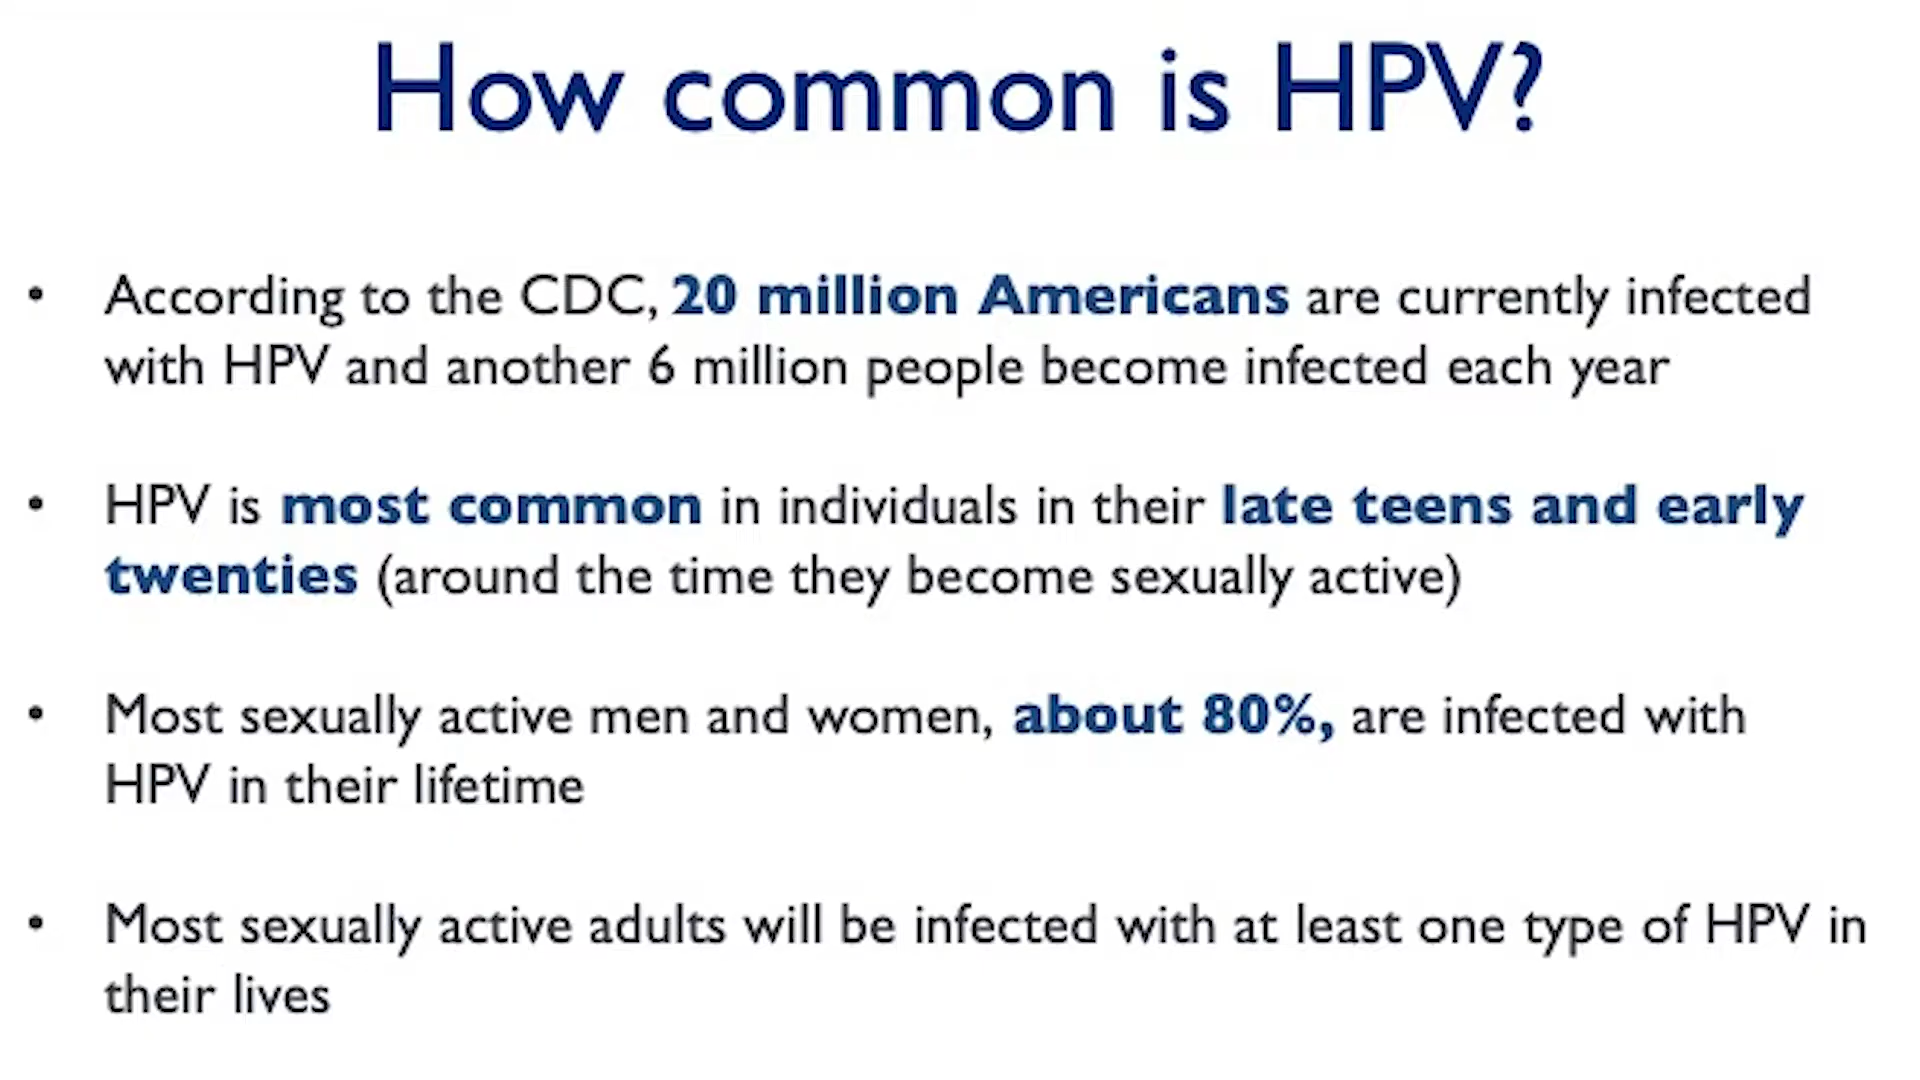 How common is HPV?
• According to the CDC, 20 million Americans are currently infected
with HPV and another 6 million people become infected each year
• HPV is most common in individuals in their late teens and early
twenties (around the time they become sexually active)
• Most sexually active men and women, about 80%, are infected with
HPV in their lifetime
• Most sexually active adults will be infected with at least one type of HPV in
their lives